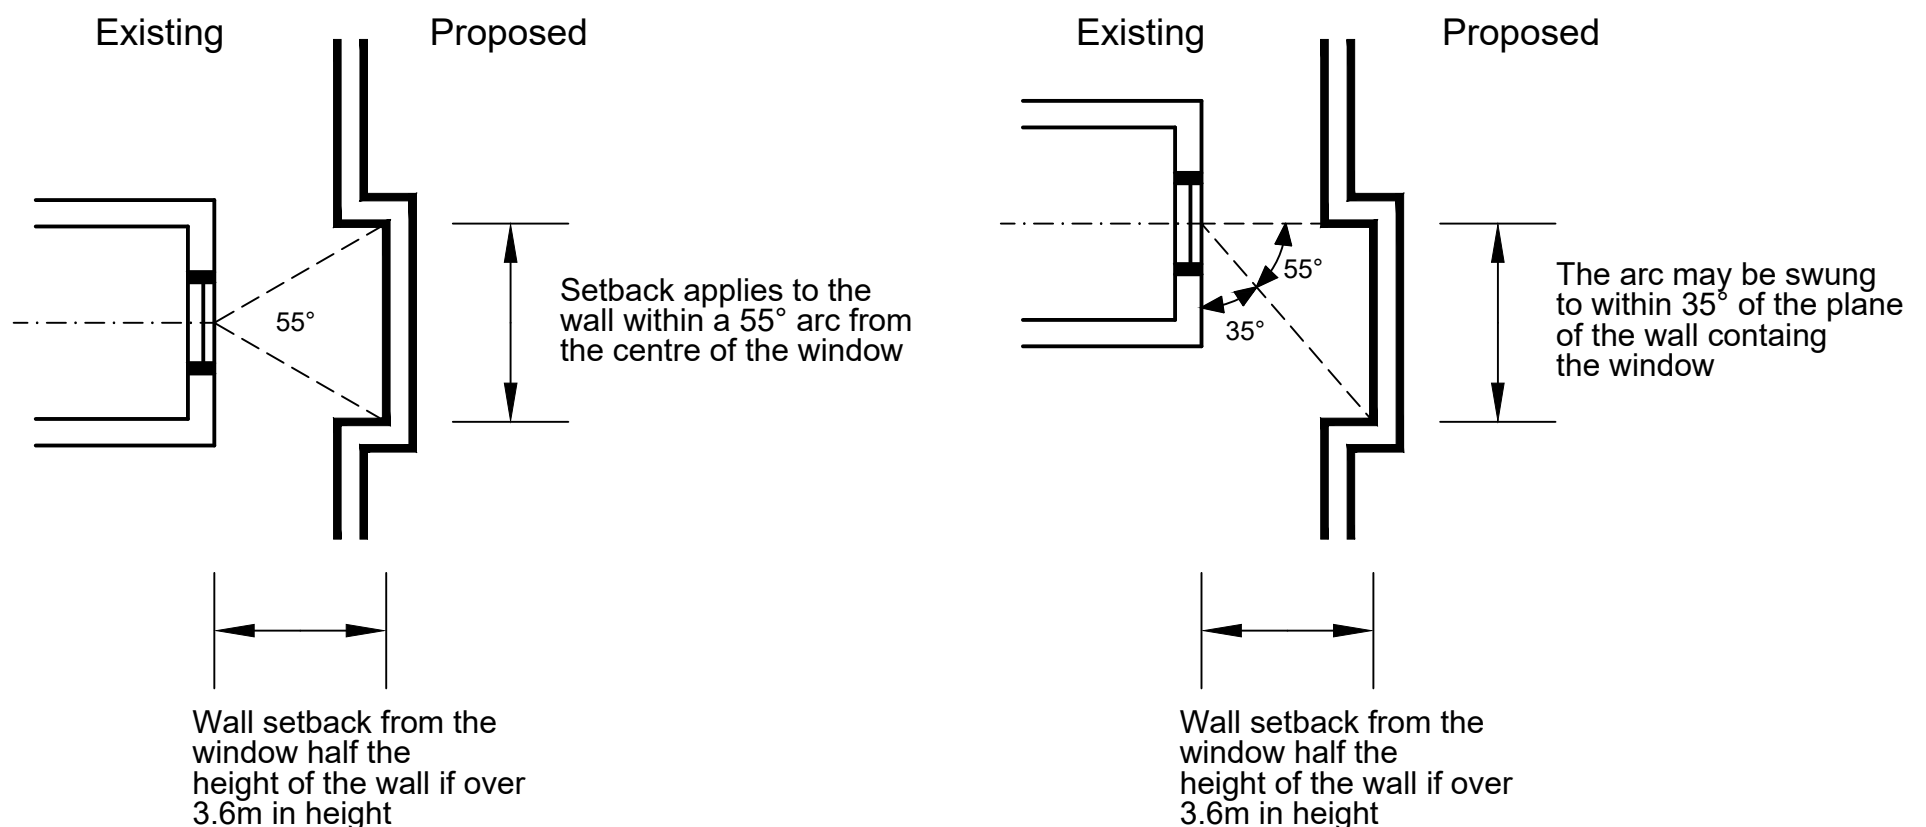 Existing
Proposed
55°
Setback applies to the
wall within a 55° arc from
the centre of the window
Wall setback from the
window half the
height of the wall if over
3.6m in height
Existing
Proposed
55°
35°
The arc may be swung
to within 35° of the plane
of the wall containg
the window
Wall setback from the
window half the
height of the wall if over
3.6m in height